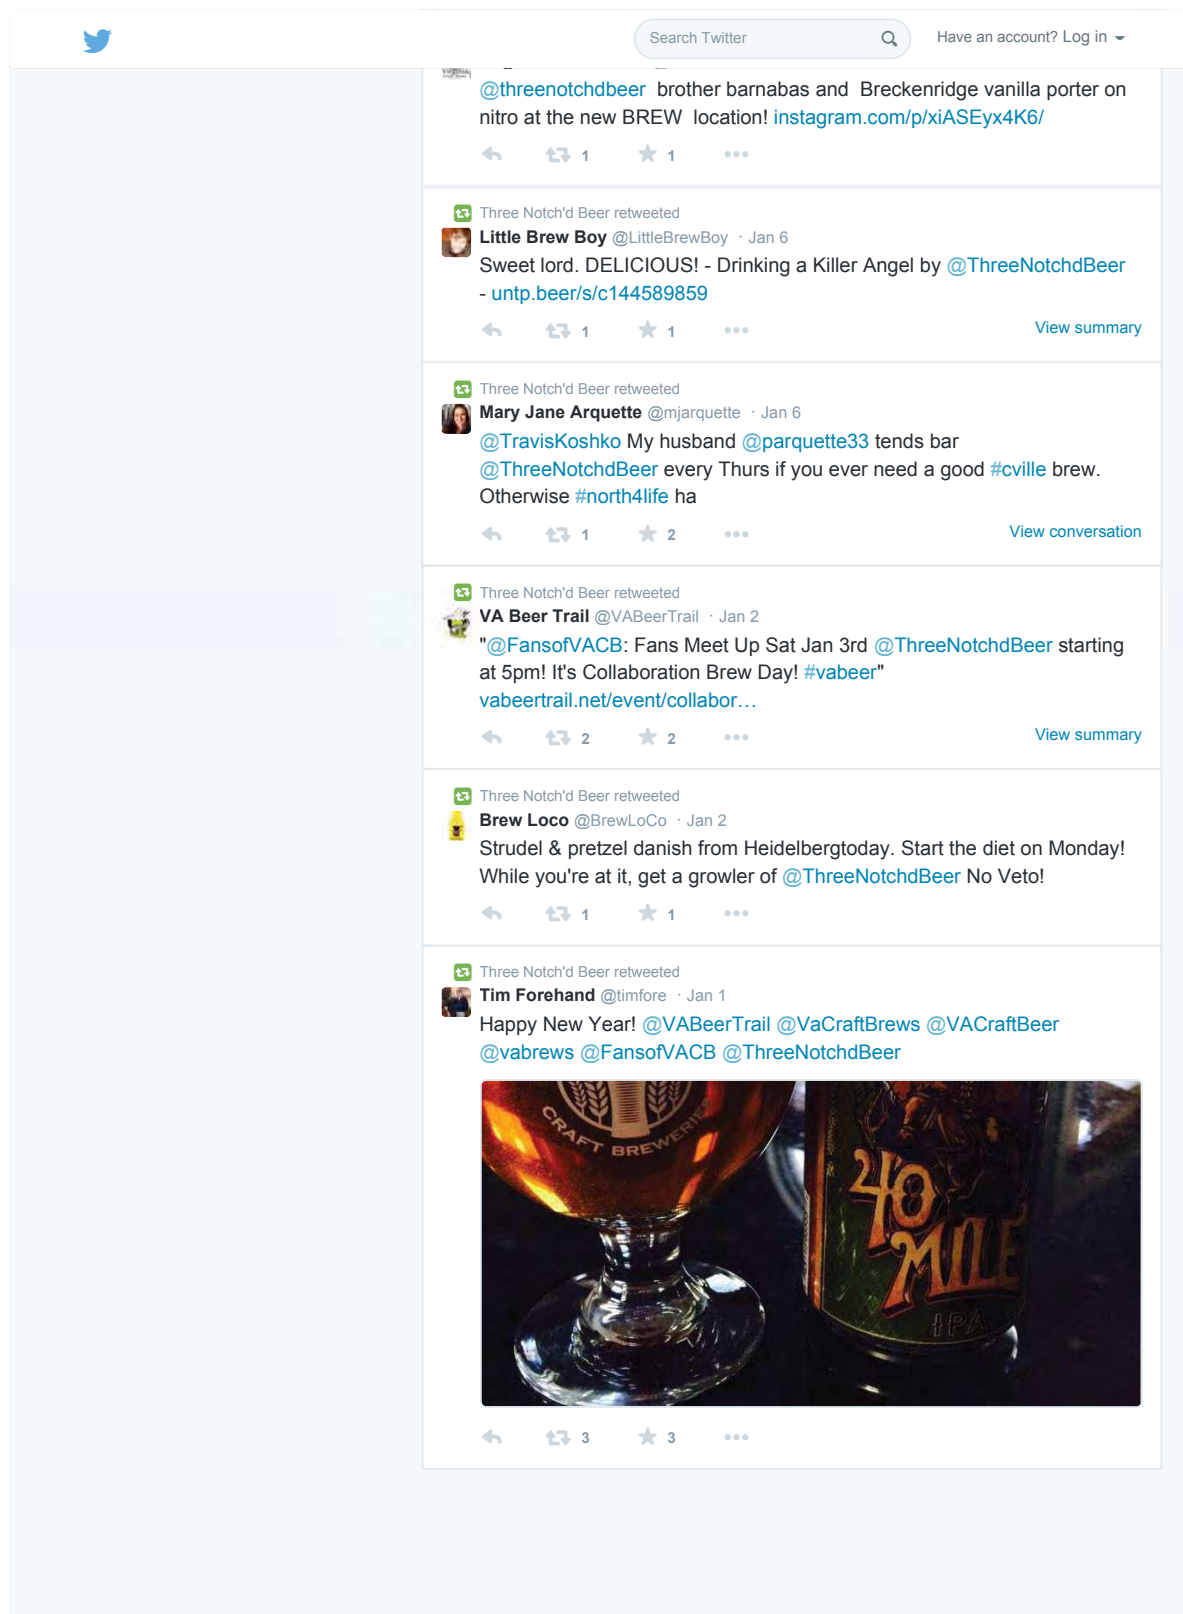 Search Twitter
Have an account? Log in
@threenotchdbeer brother barnabas and Breckenridge vanilla porter on
nitro at the new BREW location! instagram.com/p/xiASEyx4K6/
1 1
Three Notch'd Beer retweeted
Little Brew Boy @LittleBrewBoy · Jan 6
Sweet lord. DELICIOUS! - Drinking a Killer Angel by @ThreeNotchdBeer
- untp.beer/s/c144589859
1 1
View summary
Three Notch'd Beer retweeted
Mary Jane Arquette @mjarquette · Jan 6
@TravisKoshko My husband @parquette33 tends bar
@ThreeNotchdBeer every Thurs if you ever need a good #cville brew.
Otherwise #north4life ha
1 2
View conversation
Three Notch'd Beer retweeted
VA Beer Trail @VABeerTrail · Jan 2
"@FansofVACB: Fans Meet Up Sat Jan 3rd @ThreeNotchdBeer starting
at 5pm! It's Collaboration Brew Day! #vabeer"
vabeertrail.net/event/collabor…
2 2
View summary
Three Notch'd Beer retweeted
Brew Loco @BrewLoCo · Jan 2
Strudel & pretzel danish from Heidelbergtoday. Start the diet on Monday!
While you're at it, get a growler of @ThreeNotchdBeer No Veto!
1 1
Three Notch'd Beer retweeted
Tim Forehand @timfore · Jan 1
Happy New Year! @VABeerTrail @VaCraftBrews @VACraftBeer
@vabrews @FansofVACB @ThreeNotchdBeer
CRAFT BREWERIE
40
MILE
IPA
3 3